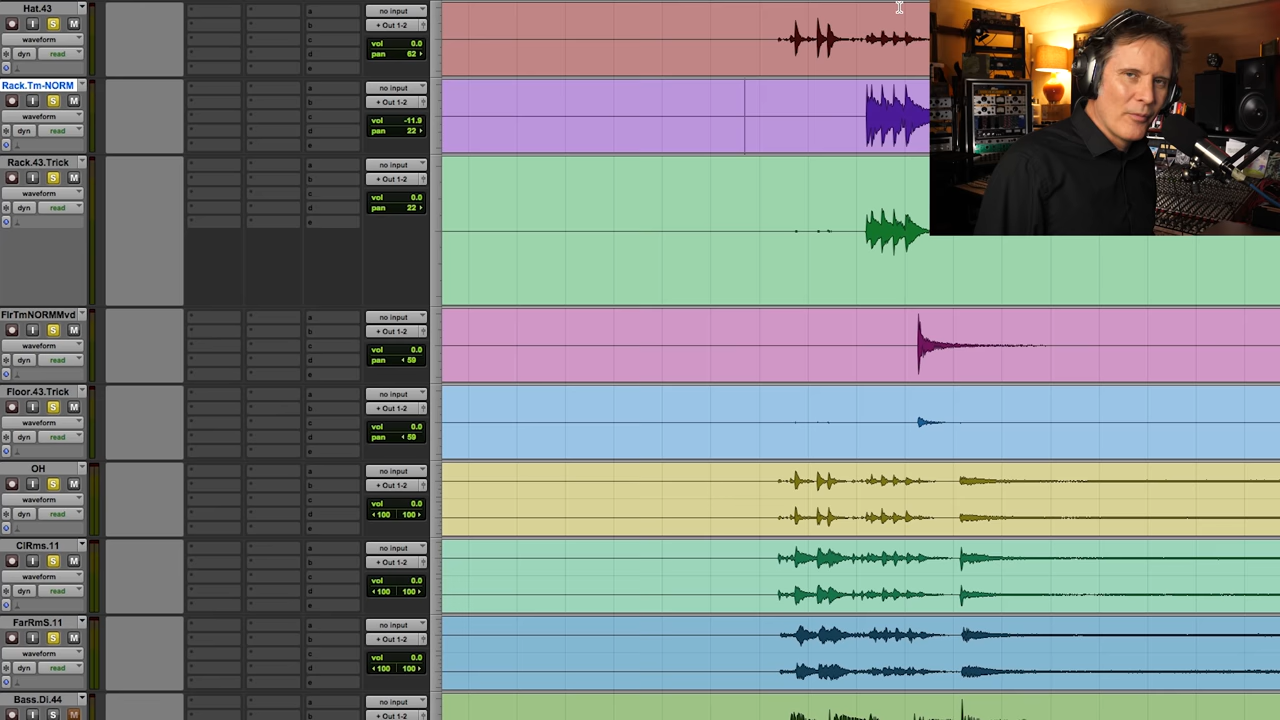 Hat.43
no input
I S M
a
waveform
b
+ Out 1-2
dyn read
c
vol 0.0
d
pan 62
e
Rack.Tm-NORM
no input
I S M
a
waveform
b
+ Out 1-2
dyn read
c
vol -11.9
d
pan 22
e
Rack.43.Trick
no input
I S M
a
waveform
b
+ Out 1-2
dyn read
c
vol 0.0
d
pan 22
e
FlrTmNORMMvd
no input
I S M
a
waveform
b
+ Out 1-2
dyn read
c
vol 0.0
d
pan 59
e
Floor.43.Trick
no input
I S M
a
waveform
b
+ Out 1-2
dyn read
c
vol 0.0
d
pan 59
e
OH
no input
I S M
a
waveform
b
+ Out 1-2
dyn read
c
vol 0.0
d
100 100
e
ClRms.11
no input
I S M
a
waveform
b
+ Out 1-2
dyn read
c
vol 0.0
d
100 100
e
FarRmS.11
no input
I S M
a
waveform
b
+ Out 1-2
dyn read
c
vol 0.0
d
100 100
e
Bass.Di.44
no input
I S M
a
b
+ Out 1-2